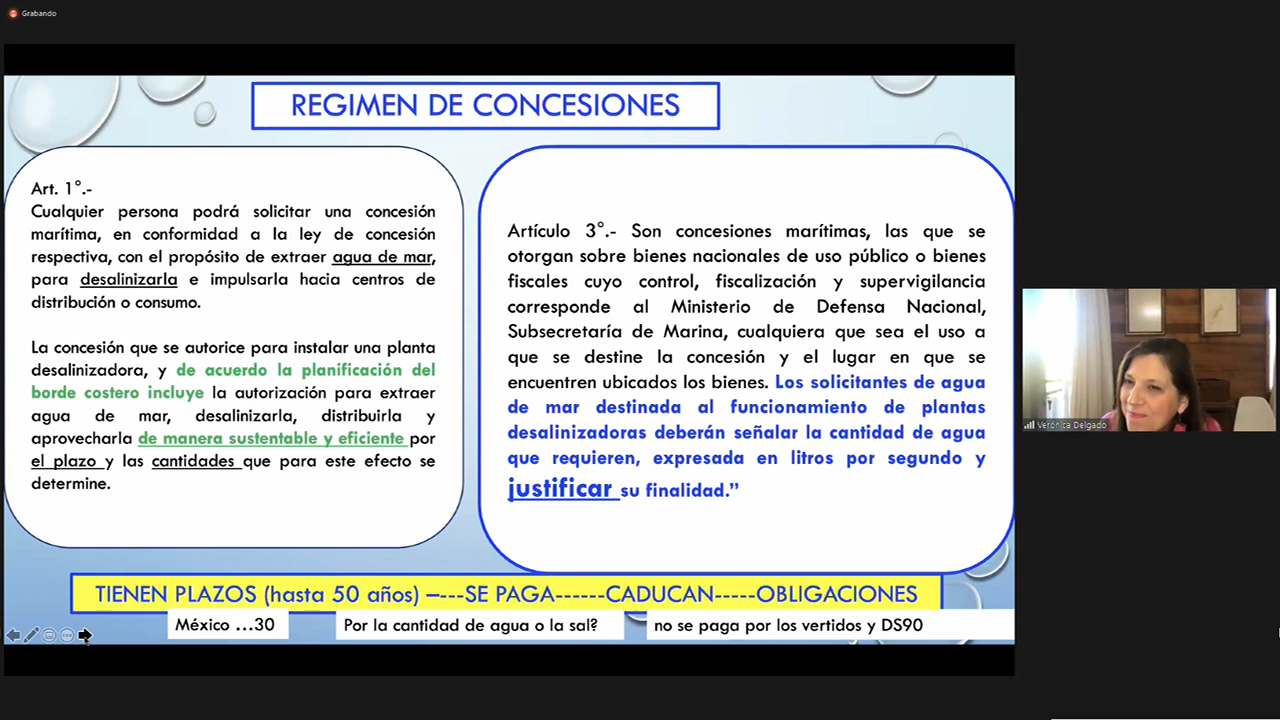 Grabando
REGIMEN DE CONCESIONES
Art. 1°.-
Cualquier persona podrá solicitar una concesión
marítima, en conformidad a la ley de concesión
respectiva, con el propósito de extraer agua de mar,
para desalinizarla e impulsarla hacia centros de
distribución o consumo.
La concesión que se autorice para instalar una planta
desalinizadora, y de acuerdo la planificación del
borde costero incluye la autorización para extraer
agua de mar, desalinizarla, distribuirla y
aprovecharla de manera sustentable y eficiente por
el plazo y las cantidades que para este efecto se
determine.
Artículo 3°.- Son concesiones marítimas, las que se
otorgan sobre bienes nacionales de uso público o bienes
fiscales cuyo control, fiscalización y supervigilancia
corresponde al Ministerio de Defensa Nacional,
Subsecretaría de Marina, cualquiera que sea el uso a
que se destine la concesión y el lugar en que se
encuentren ubicados los bienes. Los solicitantes de agua
de mar destinada al funcionamiento de plantas
desalinizadoras deberán señalar la cantidad de agua
que requieren, expresada en litros por segundo y
justificar su finalidad.”
TIENEN PLAZOS (hasta 50 años) –---SE PAGA------CADUCAN-----OBLIGACIONES
México ...30
Por la cantidad de agua o la sal?
no se paga por los vertidos y DS90
Verónica Delgado